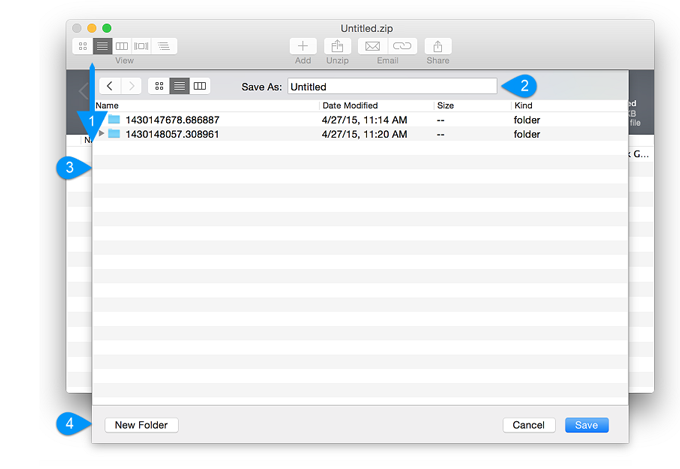 Untitled.zip
View Add Unzip Email Share
Save As: Untitled 2
Name Date Modified Size Kind
1 1430147678.686887 4/27/15, 11:14 AM -- folder
1430148057.308961 4/27/15, 11:20 AM -- folder
file
G...
3
4 New Folder Cancel Save